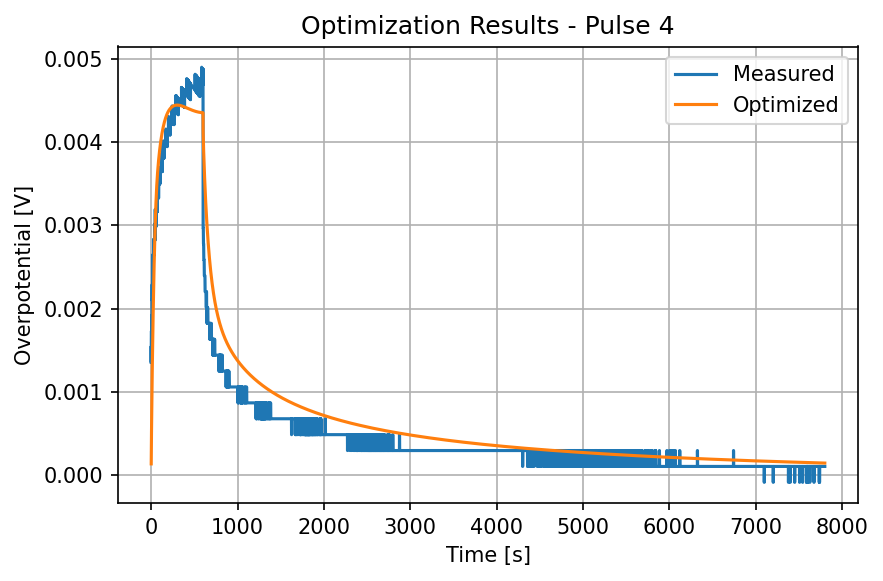 Optimization Results - Pulse 4
Measured
Optimized
Overpotential [V]
0.005
0.004
0.003
0.002
0.001
0.000
0 1000 2000 3000 4000 5000 6000 7000 8000
Time [s]